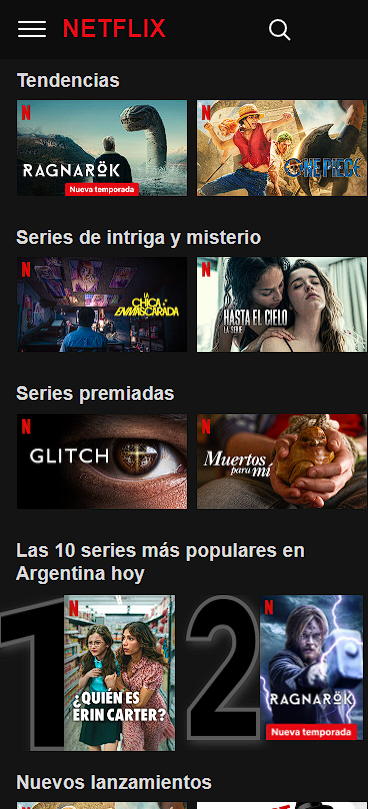 NETFLIX
Tendencias
N
RAGNARÖK
Nueva temporada
N
ONE PIECE
Series de intriga y misterio
N
LA
CHICA
ENMASCARADA
N
HASTA EL CIELO
LA SERIE
Series premiadas
N
GLITCH
N
Muertos
para mí
Las 10 series más populares en
Argentina hoy
1
N
¿QUIÉN ES
ERIN CARTER?
2
N
RAGNARÖK
Nueva temporada
Nuevos lanzamientos
N